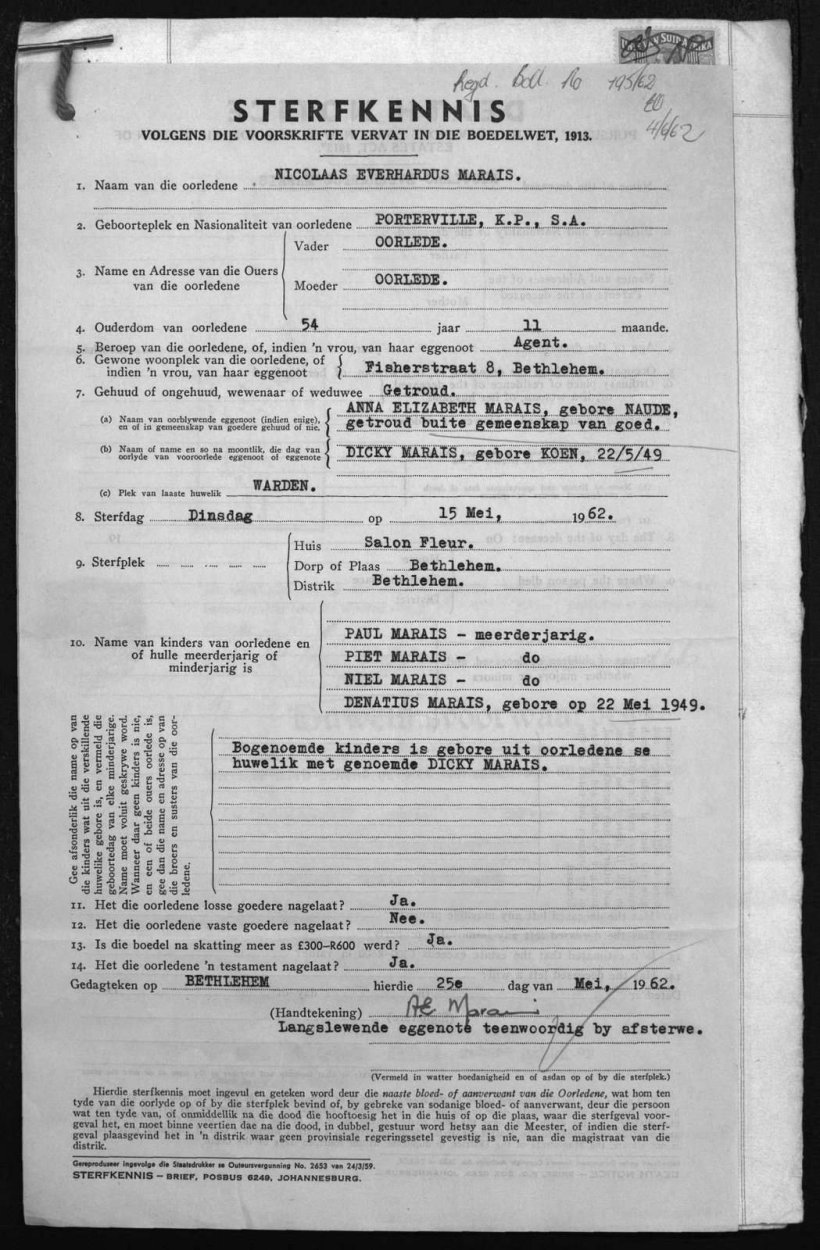 Regd. boll. No 195/62
4/6/62
STERFKENNIS
VOLGENS DIE VOORSKRIFTE VERVAT IN DIE BOEDELWET, 1913.
1. Naam van die oorledene NICOLAAS EVERHARDUS MARAIS.
2. Geboorteplek en Nasionaliteit van oorledene PORTERVILLE, K.P., S.A.
3. Name en Adresse van die Ouers van die oorledene
Vader OORLEDE.
Moeder OORLEDE.
4. Ouderdom van oorledene 54 jaar 11 maande.
5. Beroep van die oorledene, of, indien 'n vrou, van haar eggenoot Agent.
6. Gewone woonplek van die oorledene, of
indien 'n vrou, van haar eggenoot Fisherstraat 8, Bethlehem.
7. Gehuud of ongehuud, wewenaar of weduwee Getroud.
(a) Naam van oorblywende eggenoot (indien enige), ANNA ELIZABETH MARAIS, gebore NAUDE,
en of in gemeenskap van goedere gehuud of nie. getroud buite gemeenskap van goed.
(b) Naam of name en so na moontlik, die dag van
oorlyde van vooroorlede eggenoot of eggenote DICKY MARAIS, gebore KOEN, 22/5/49
(c) Plek van laaste huwelik WARDEN.
8. Sterfdag Dinsdag op 15 Mei, 1962.
9. Sterfplek
Huis Salon Fleur.
Dorp of Plaas Bethlehem.
Distrik Bethlehem.
10. Name van kinders van oorledene en
of hulle meerderjarig of
minderjarig is
PAUL MARAIS - meerderjarig.
PIET MARAIS - do
NIEL MARAIS - do
DENATIUS MARAIS, gebore op 22 Mei 1949.
Gee afsonderlik die name op van
die kinders wat uit die verskillende
huwelike gebore is, en vermeld die
geboortedag van elke minderjarige.
Name moet voluit geskrywe word.
Wanneer daar geen kinders is nie,
en een of beide ouers oorlede is,
gee dan die name en adresse op van
die broers en susters van die oor-
ledene.
Bogenoemde kinders is gebore uit oorledene se
huwelik met genoemde DICKY MARAIS.
11. Het die oorledene losse goedere nagelaat? Ja.
12. Het die oorledene vaste goedere nagelaat? Nee.
13. Is die boedel na skatting meer as £300-R600 werd? Ja.
14. Het die oorledene 'n testament nagelaat? Ja.
Gedagteken op BETHLEHEM hierdie 25e dag van Mei, 1962.
(Handtekening) AE Marais
Langslewende eggenote teenwoordig by afsterwe.
(Vermeld in watter hoedanigheid en of asdan op of by die sterfplek.)
Hierdie sterfkennis moet ingevul en geteken word deur die naaste bloed- of aanverwant van die Oorledene, wat hom ten
tyde van die oorlyde op of by die sterfplek bevind of, by gebreke van sodanige bloed- of aanverwant, deur die persoon
wat ten tyde van, of onmiddellik na die dood die hooftoesig het in die huis of op die plaas, waar die sterfgeval voor-
geval het, en moet binne veertien dae na die dood, in dubbel, gestuur word hetsy aan die Meester, of indien die sterf-
geval plaasgevind het in 'n distrik waar geen provinsiale regeringssetel gevestig is nie, aan die magistraat van die
distrik.
Gereproduseer ingevolge die Staatsdrukker se Outeursvergunning No. 2653 van 24/3/59.
STERFKENNIS – BRIEF, POSBUS 6249, JOHANNESBURG.